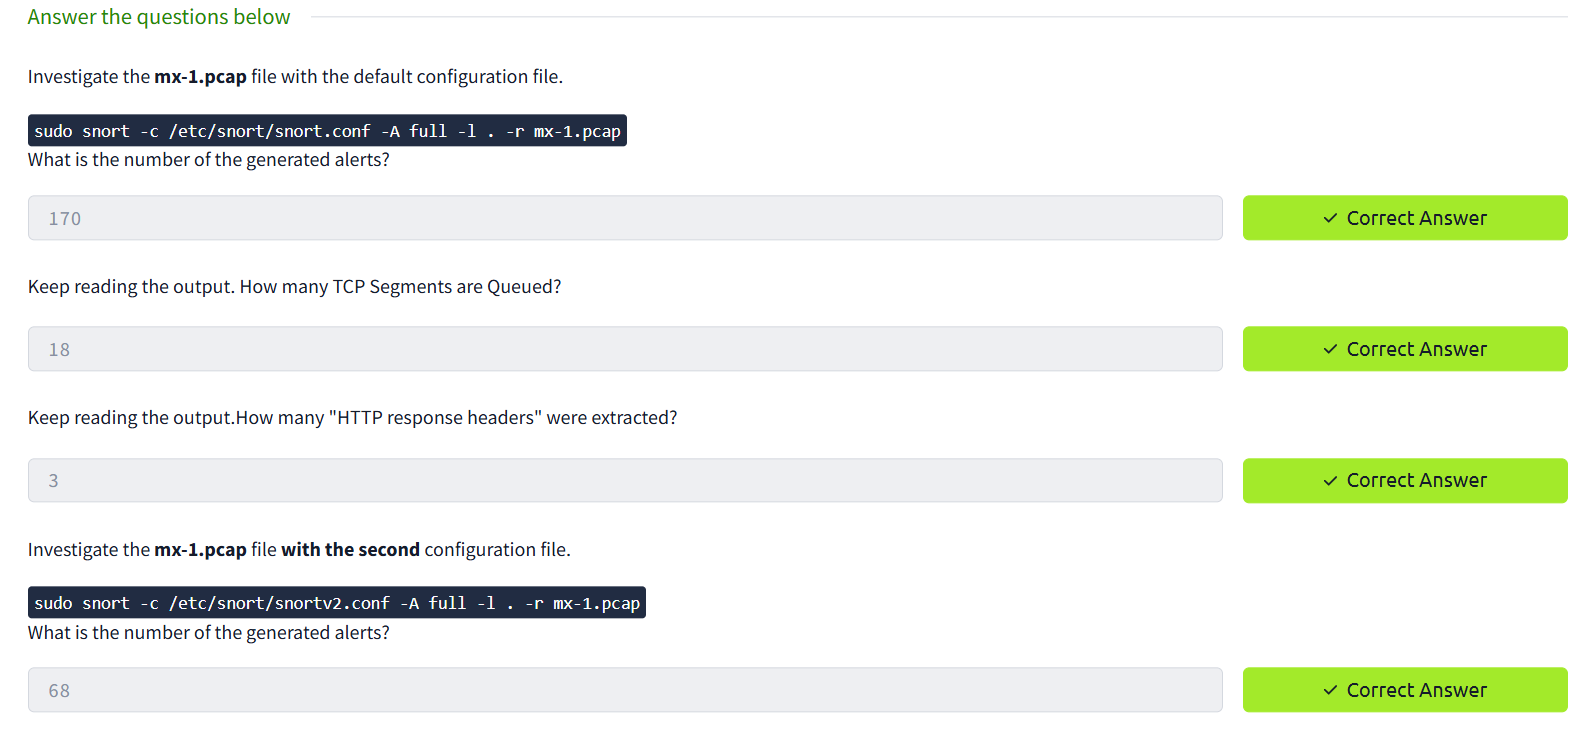 Answer the questions below
Investigate the mx-1.pcap file with the default configuration file.
sudo snort -c /etc/snort/snort.conf -A full -l . -r mx-1.pcap
What is the number of the generated alerts?
170
✓ Correct Answer
Keep reading the output. How many TCP Segments are Queued?
18
✓ Correct Answer
Keep reading the output.How many "HTTP response headers" were extracted?
3
✓ Correct Answer
Investigate the mx-1.pcap file with the second configuration file.
sudo snort -c /etc/snort/snortv2.conf -A full -l . -r mx-1.pcap
What is the number of the generated alerts?
68
✓ Correct Answer